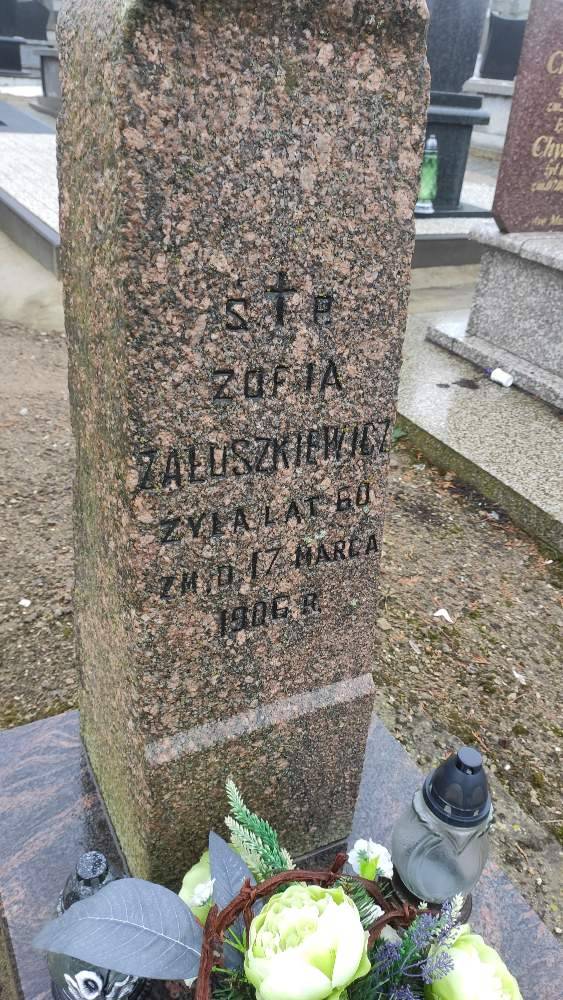 Ś P
ZOFIA
ZAŁUSZKIEWICZ
ŻYŁA LAT 60
ZM, D, 17 MARCA
1906 R.